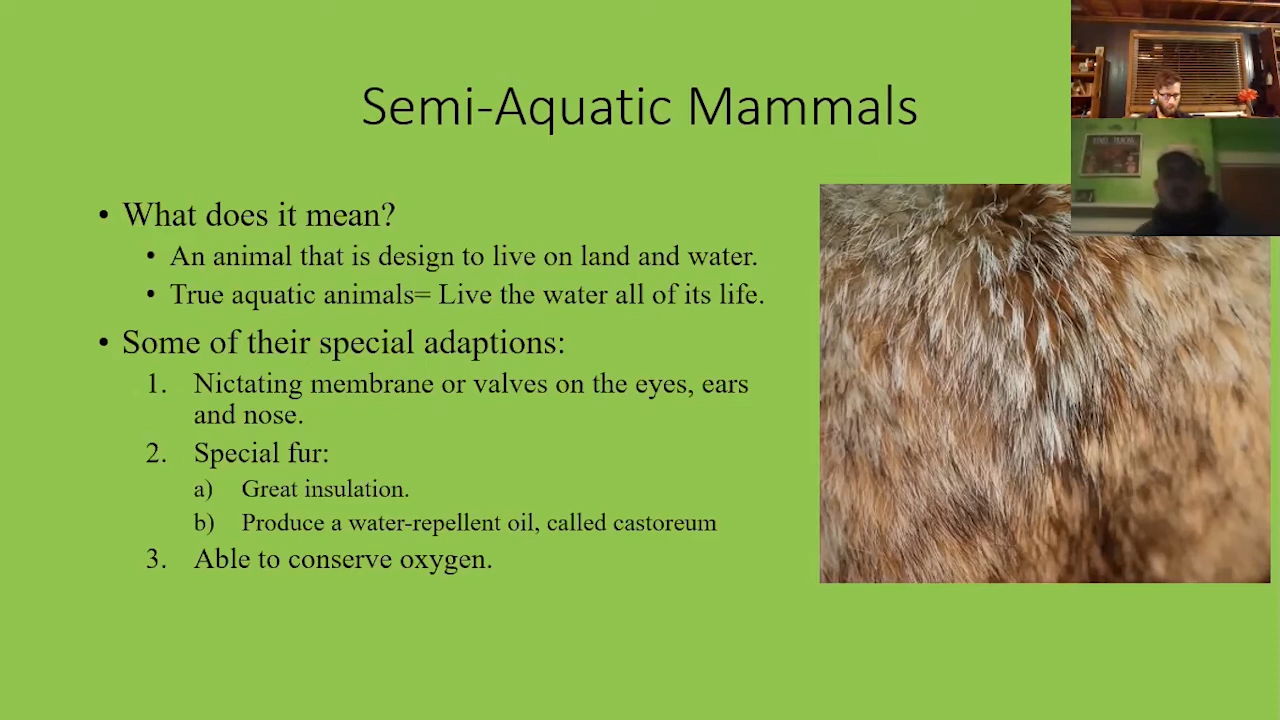 Semi-Aquatic Mammals
• What does it mean?
• An animal that is design to live on land and water.
• True aquatic animals= Live the water all of its life.
• Some of their special adaptions:
1. Nictating membrane or valves on the eyes, ears
and nose.
2. Special fur:
a) Great insulation.
b) Produce a water-repellent oil, called castoreum
3. Able to conserve oxygen.